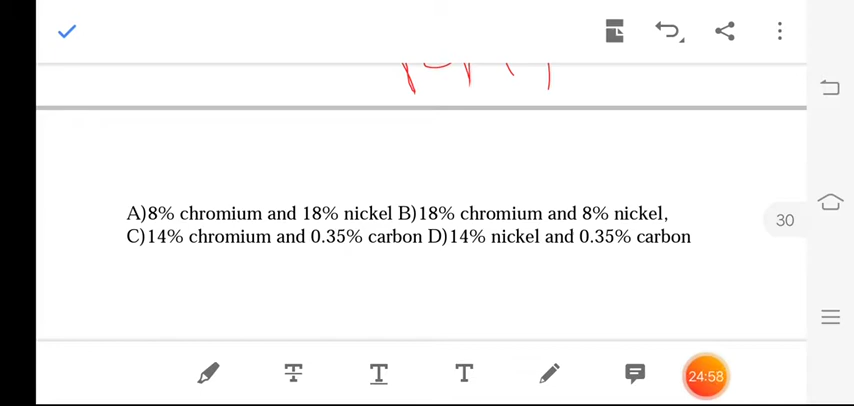 A)8% chromium and 18% nickel B)18% chromium and 8% nickel,
C)14% chromium and 0.35% carbon D)14% nickel and 0.35% carbon
30
T T T
24:58